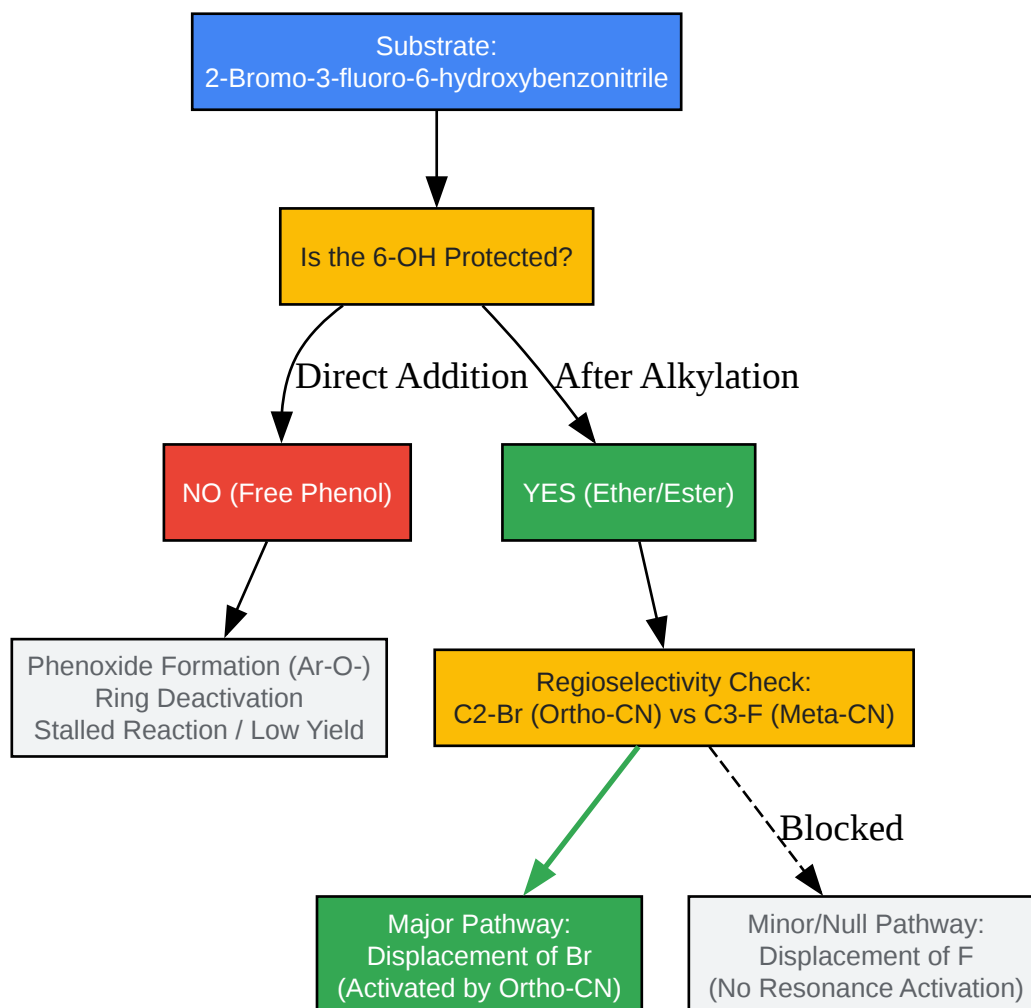 Substrate:
2-Bromo-3-fluoro-6-hydroxybenzonitrile
Is the 6-OH Protected?
Direct Addition
After Alkylation
NO (Free Phenol)
YES (Ether/Ester)
Phenoxide Formation (Ar-O-)
Ring Deactivation
Stalled Reaction / Low Yield
Regioselectivity Check:
C2-Br (Ortho-CN) vs C3-F (Meta-CN)
Blocked
Major Pathway:
Displacement of Br
(Activated by Ortho-CN)
Minor/Null Pathway:
Displacement of F
(No Resonance Activation)